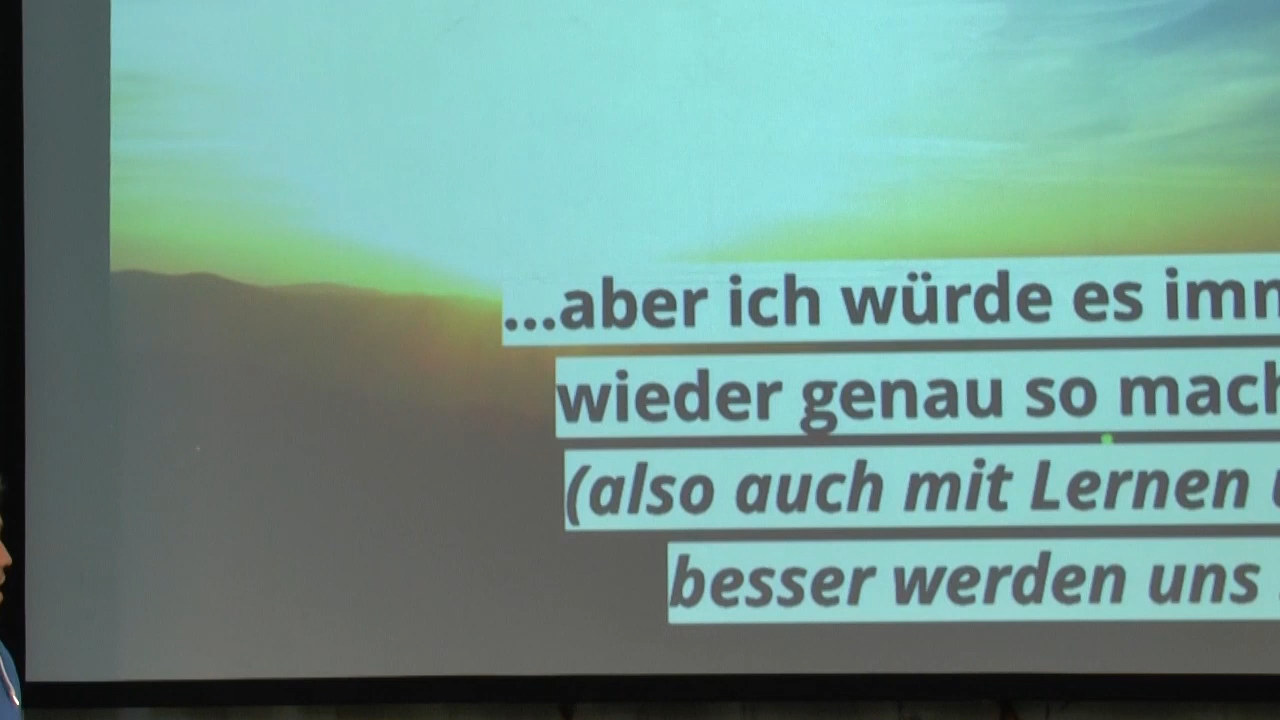 ...aber ich würde es imm
wieder genau so mach
(also auch mit Lernen
besser werden uns